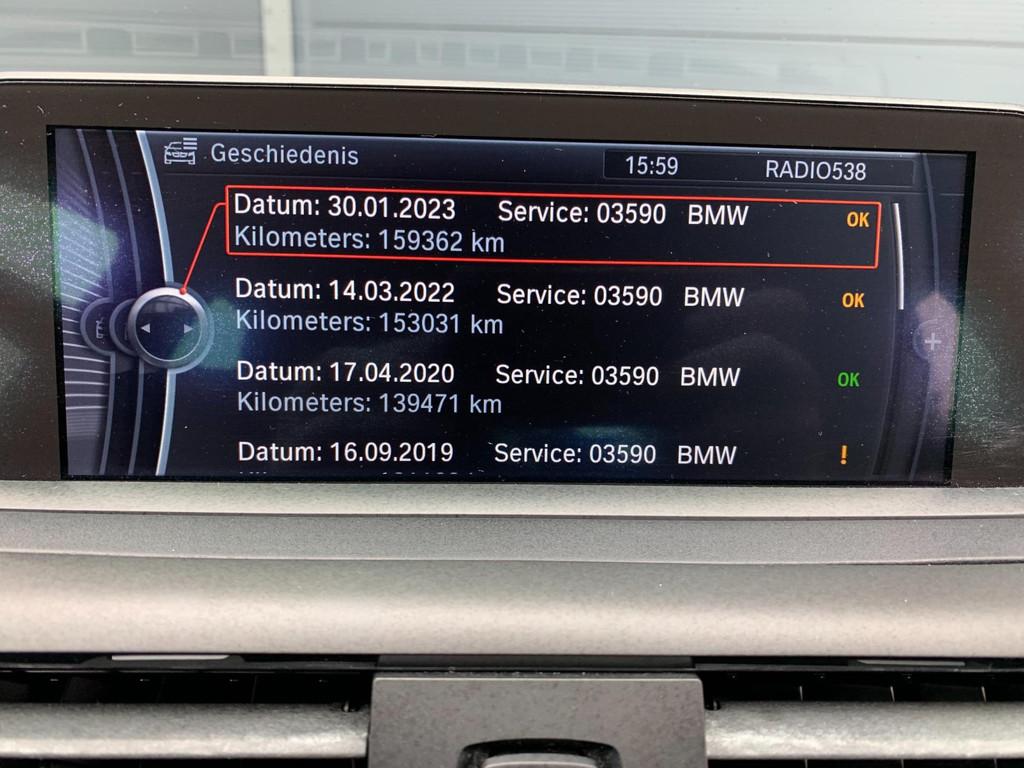 Geschiedenis
15:59 RADIO538
Datum: 30.01.2023 Service: 03590 BMW OK
Kilometers: 159362 km
Datum: 14.03.2022 Service: 03590 BMW OK
Kilometers: 153031 km
Datum: 17.04.2020 Service: 03590 BMW OK
Kilometers: 139471 km
Datum: 16.09.2019 Service: 03590 BMW !